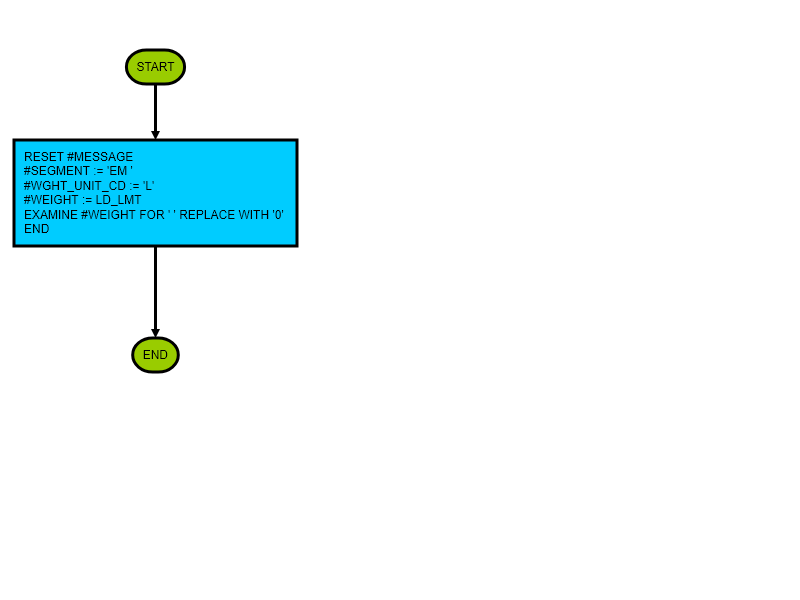 START
RESET #MESSAGE
#SEGMENT := 'EM '
#WGHT_UNIT_CD := 'L'
#WEIGHT := LD_LMT
EXAMINE #WEIGHT FOR ' ' REPLACE WITH '0'
END
END